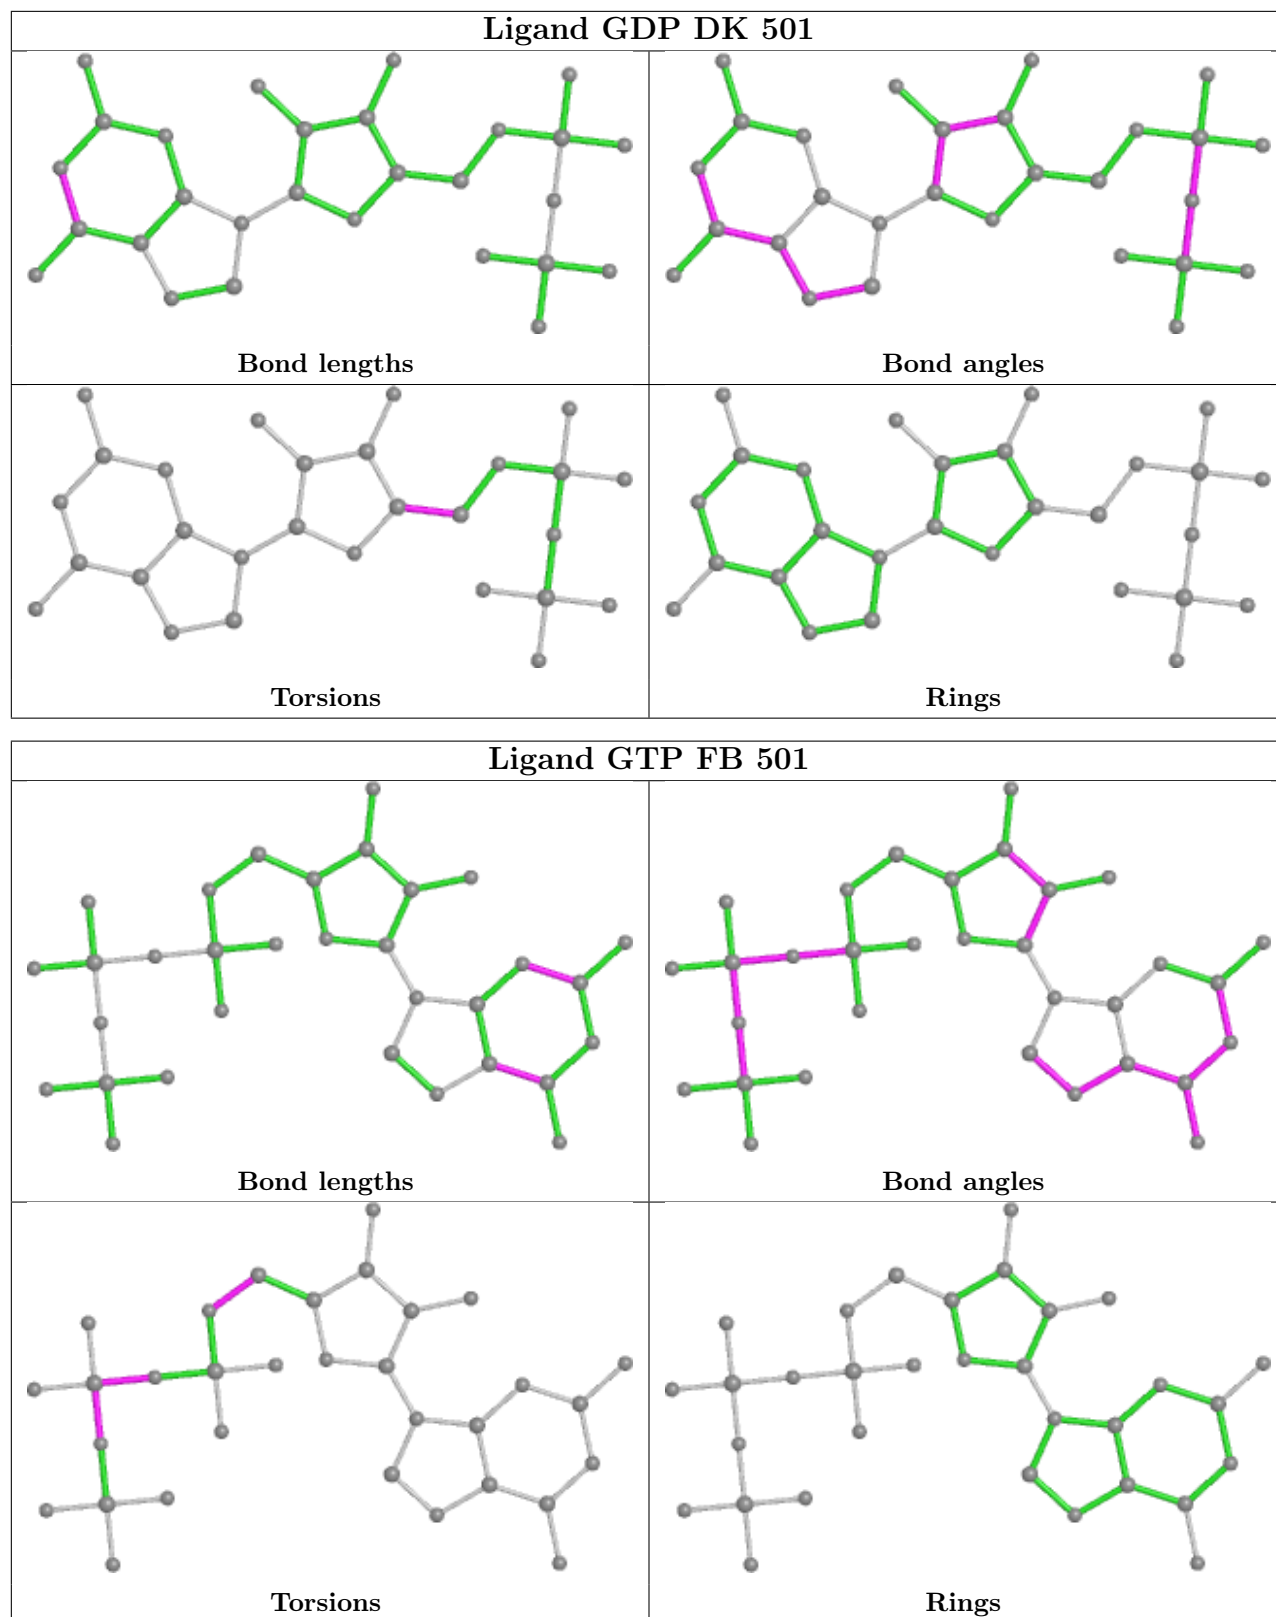 Ligand GDP DK 501
Bond lengths
Bond angles
Torsions
Rings
Ligand GTP FB 501
Bond lengths
Bond angles
Torsions
Rings